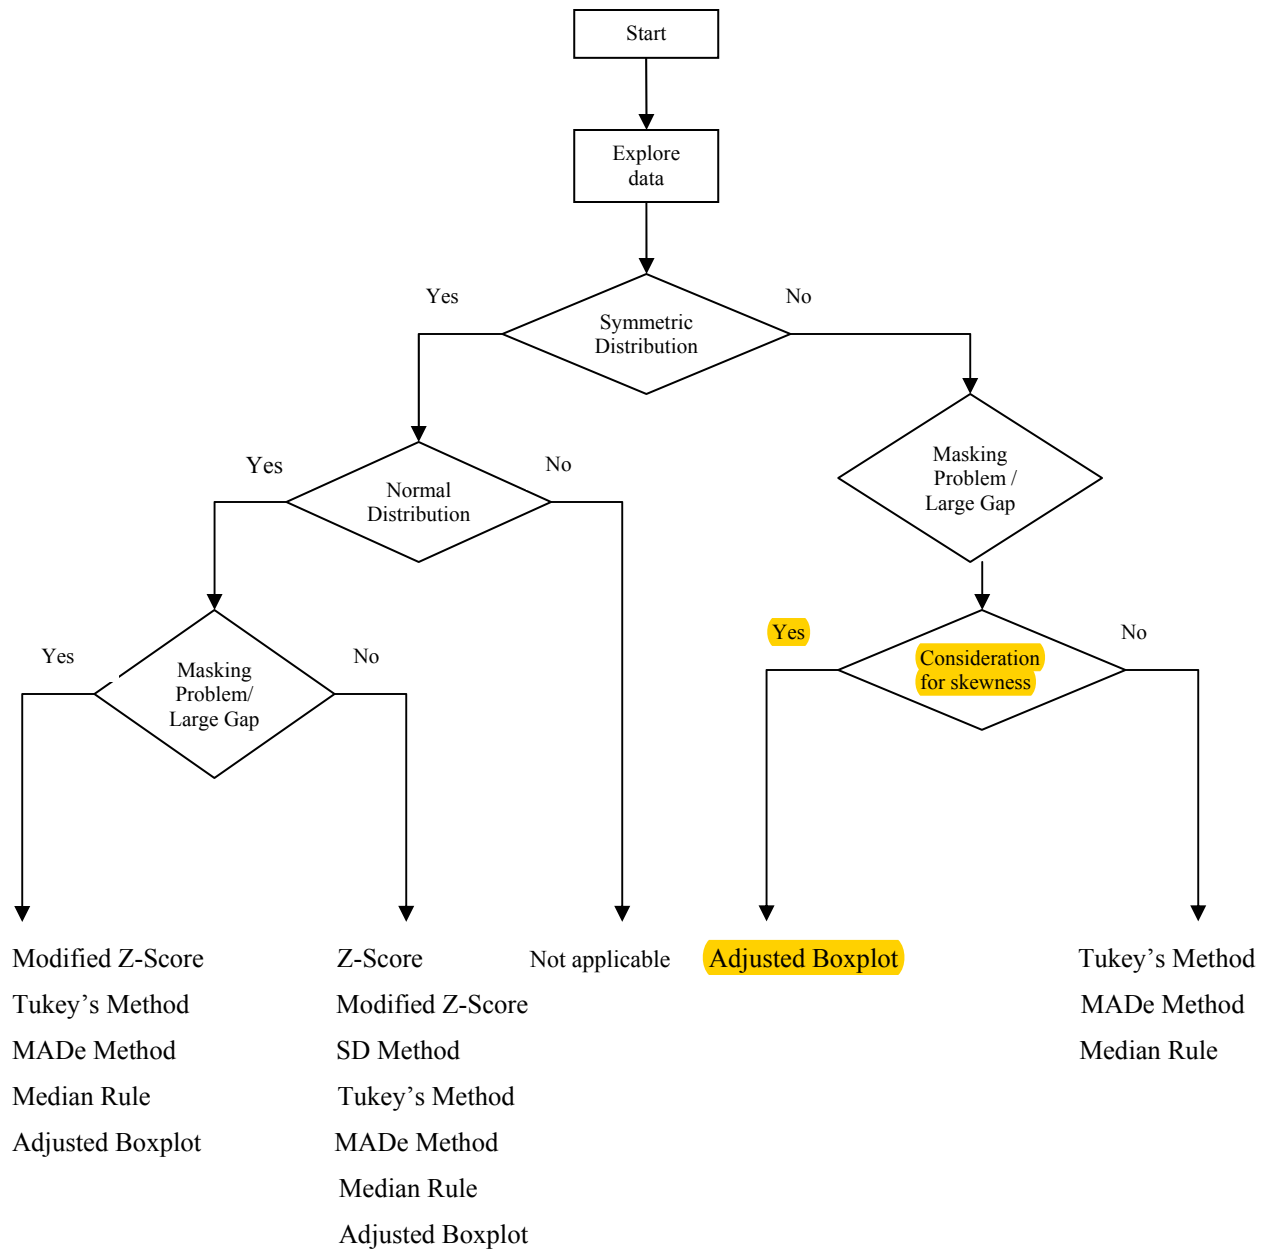 Start
Explore
data
Yes
No
Symmetric
Distribution
Yes
No
Normal
Distribution
Masking
Problem /
Large Gap
Yes
No
Masking
Problem/
Large Gap
Yes
No
Consideration
for skewness
Modified Z-Score
Tukey’s Method
MADe Method
Median Rule
Adjusted Boxplot
Z-Score
Modified Z-Score
SD Method
Tukey’s Method
MADe Method
Median Rule
Adjusted Boxplot
Not applicable
Adjusted Boxplot
Tukey’s Method
MADe Method
Median Rule